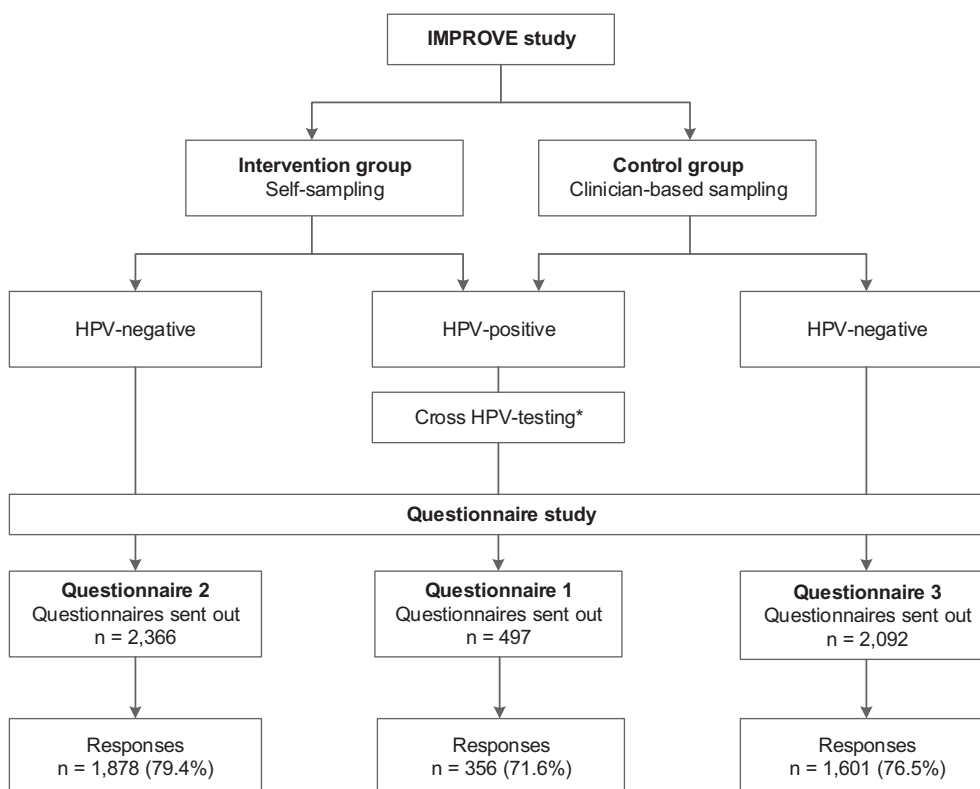 IMPROVE study
Intervention group
Self-sampling
Control group
Clinician-based sampling
HPV-negative
HPV-positive
HPV-negative
Cross HPV-testing*
Questionnaire study
Questionnaire 2
Questionnaires sent out
n = 2,366
Questionnaire 1
Questionnaires sent out
n = 497
Questionnaire 3
Questionnaires sent out
n = 2,092
Responses
n = 1,878 (79.4%)
Responses
n = 356 (71.6%)
Responses
n = 1,601 (76.5%)